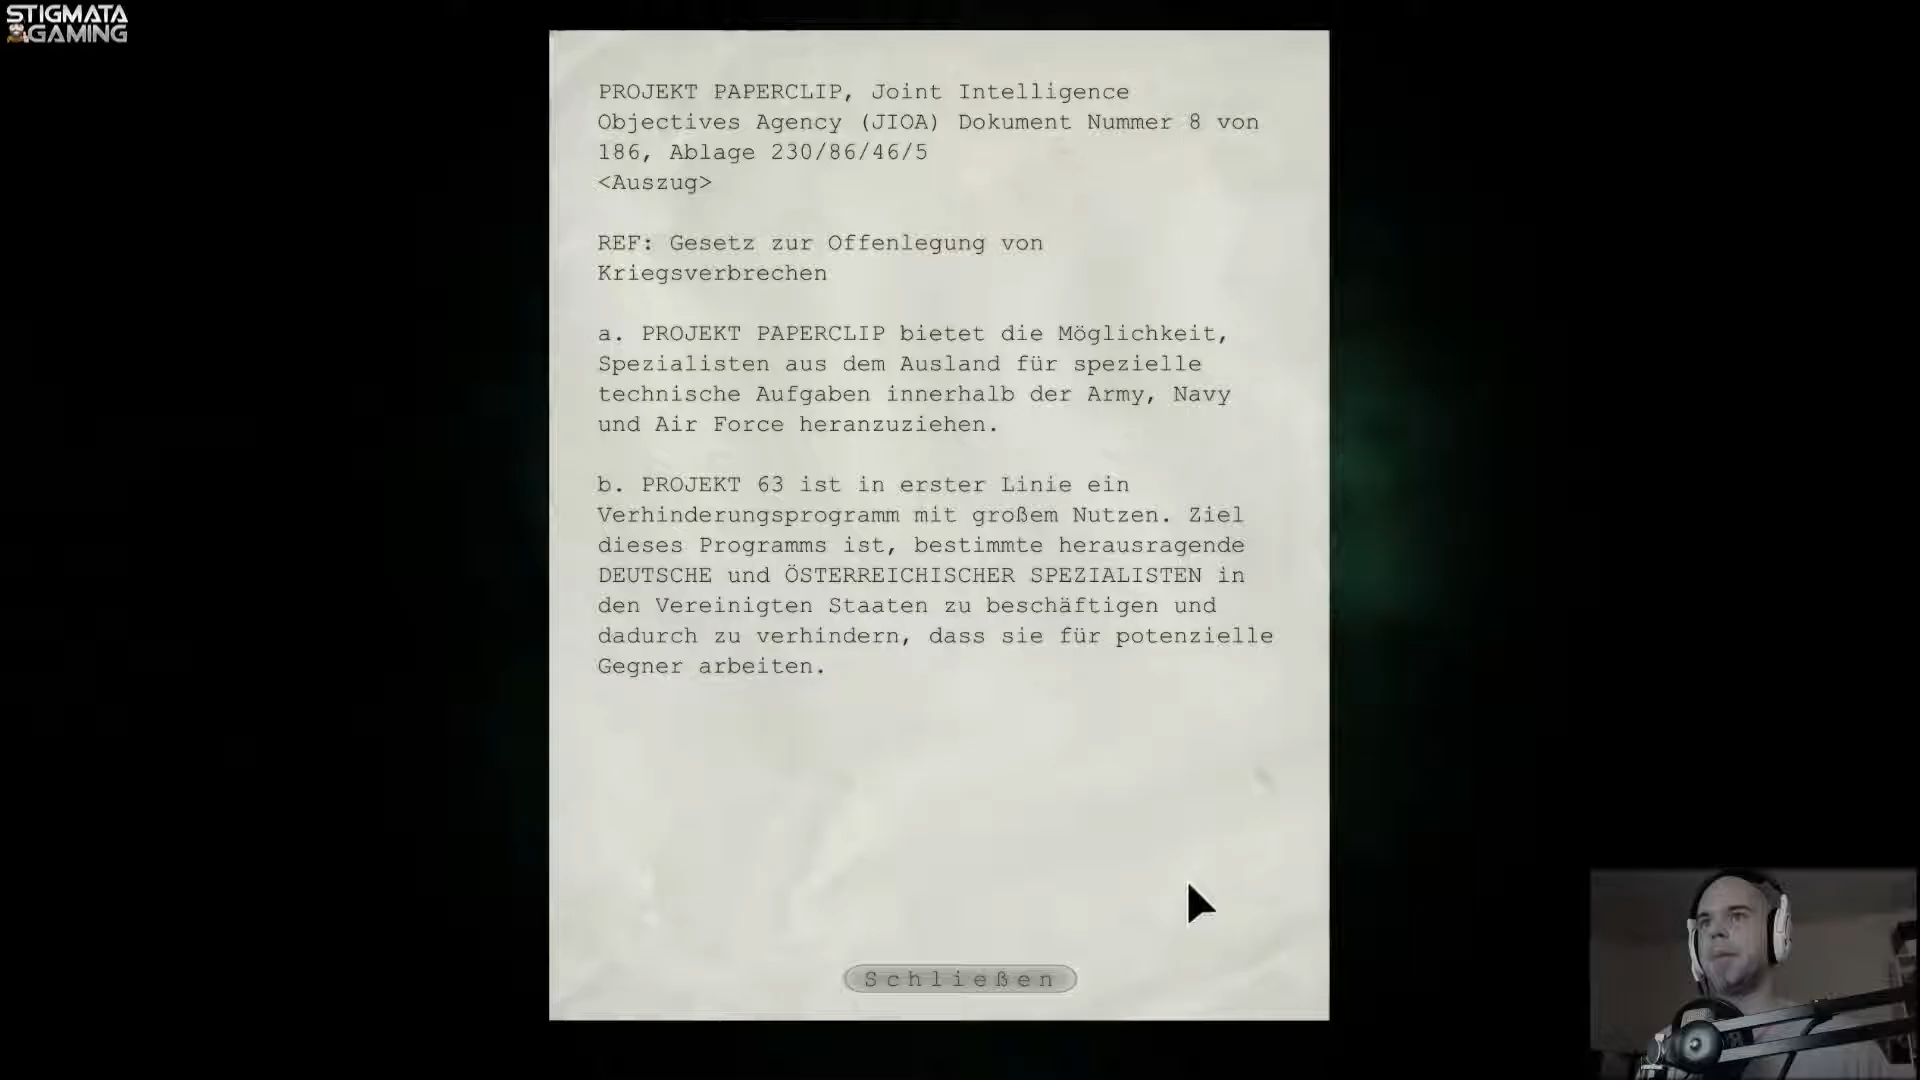 STIGMATA
GAMING
PROJEKT PAPERCLIP, Joint Intelligence
Objectives Agency (JIOA) Dokument Nummer 8 von
186, Ablage 230/86/46/5
<Auszug>
REF: Gesetz zur Offenlegung von
Kriegsverbrechen
a. PROJEKT PAPERCLIP bietet die Möglichkeit,
Spezialisten aus dem Ausland für spezielle
technische Aufgaben innerhalb der Army, Navy
und Air Force heranzuziehen.
b. PROJEKT 63 ist in erster Linie ein
Verhinderungsprogramm mit großem Nutzen. Ziel
dieses Programms ist, bestimmte herausragende
DEUTSCHE und ÖSTERREICHISCHER SPEZIALISTEN in
den Vereinigten Staaten zu beschäftigen und
dadurch zu verhindern, dass sie für potenzielle
Gegner arbeiten.
Schließen